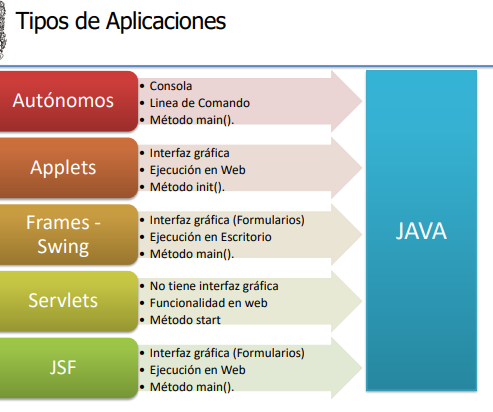 Tipos de Aplicaciones
Autónomos
• Consola
• Linea de Comando
• Método main().
Applets
• Interfaz gráfica
• Ejecución en Web
• Método init().
Frames -
Swing
• Interfaz gráfica (Formularios)
• Ejecución en Escritorio
• Método main().
Servlets
• No tiene interfaz gráfica
• Funcionalidad en web
• Método start
JSF
• Interfaz gráfica (Formularios)
• Ejecución en Web
• Método main().
JAVA